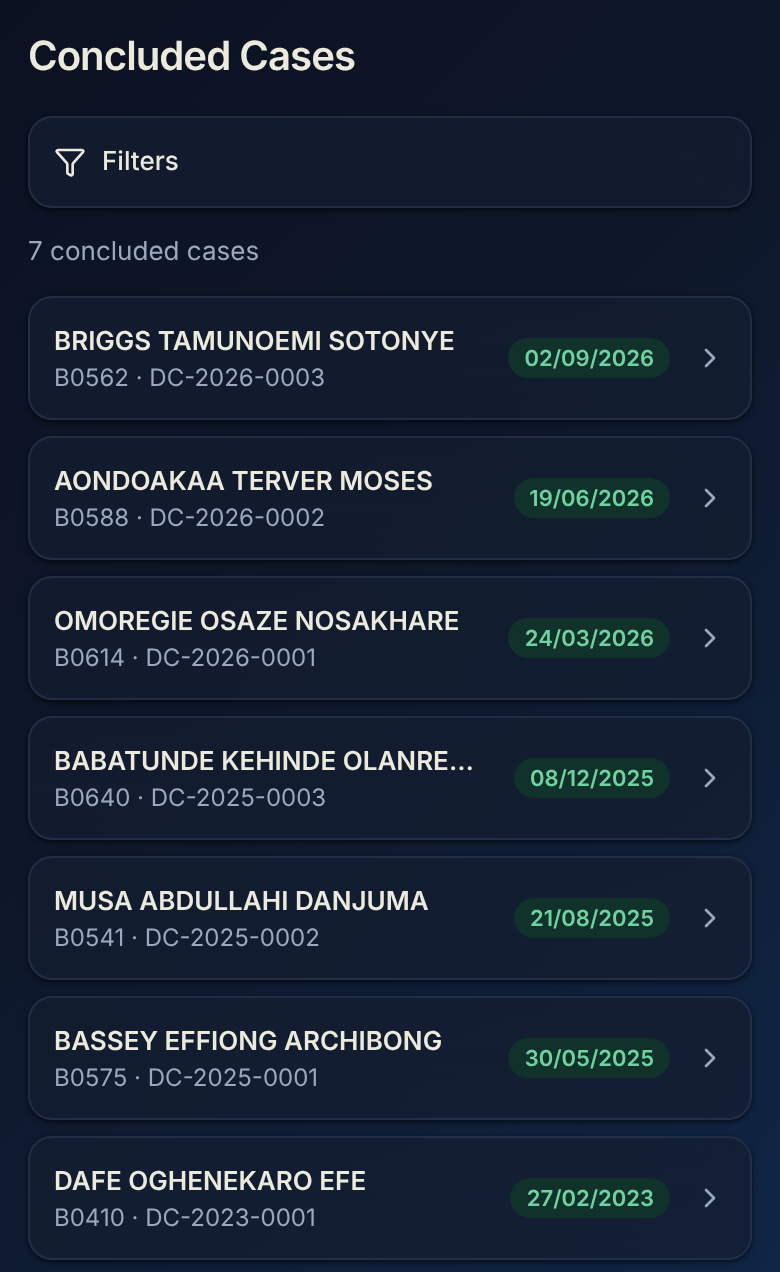 Concluded Cases
Filters
7 concluded cases
BRIGGS TAMUNOEMI SOTONYE
B0562 · DC-2026-0003
02/09/2026
AONDOAKAA TERVER MOSES
B0588 · DC-2026-0002
19/06/2026
OMOREGIE OSAZE NOSAKHARE
B0614 · DC-2026-0001
24/03/2026
BABATUNDE KEHINDE OLANRE...
B0640 · DC-2025-0003
08/12/2025
MUSA ABDULLAHI DANJUMA
B0541 · DC-2025-0002
21/08/2025
BASSEY EFFIONG ARCHIBONG
B0575 · DC-2025-0001
30/05/2025
DAFE OGHENEKARO EFE
B0410 · DC-2023-0001
27/02/2023